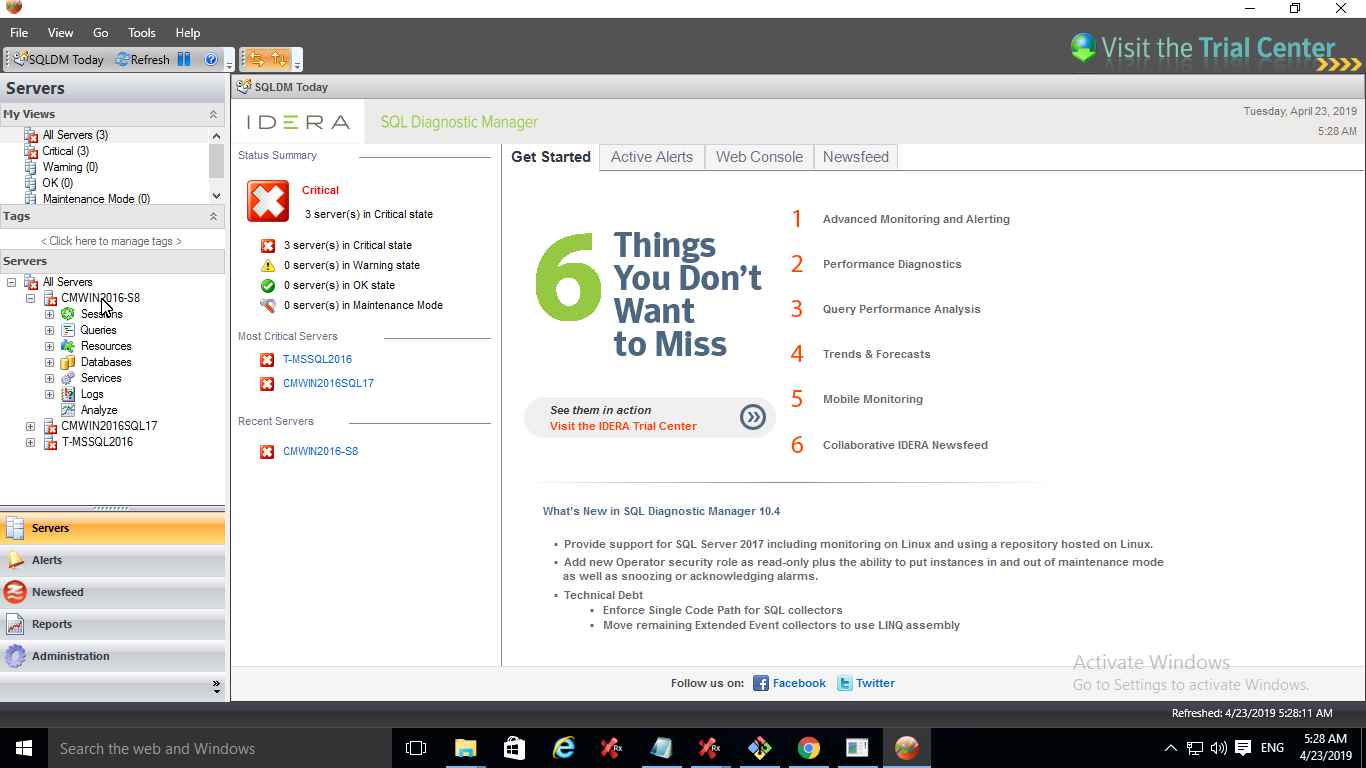 File View Go Tools Help
SQLDM Today Refresh
Visit the Trial Center
Servers
My Views
All Servers (3)
Critical (3)
Warning (0)
OK (0)
Maintenance Mode (0)
Tags
< Click here to manage tags >
Servers
All Servers
CMWIN2016-S8
Sessions
Queries
Resources
Databases
Services
Logs
Analyze
CMWIN2016SQL17
T-MSSQL2016
Servers
Alerts
Newsfeed
Reports
Administration
SQLDM Today
IDERA SQL Diagnostic Manager
Tuesday, April 23, 2019
5:28 AM
Status Summary
Critical
3 server(s) in Critical state
3 server(s) in Critical state
0 server(s) in Warning state
0 server(s) in OK state
0 server(s) in Maintenance Mode
Most Critical Servers
T-MSSQL2016
CMWIN2016SQL17
Recent Servers
CMWIN2016-S8
Get Started Active Alerts Web Console Newsfeed
6 Things
You Don't
Want
to Miss
See them in action
Visit the IDERA Trial Center
1 Advanced Monitoring and Alerting
2 Performance Diagnostics
3 Query Performance Analysis
4 Trends & Forecasts
5 Mobile Monitoring
6 Collaborative IDERA Newsfeed
What's New in SQL Diagnostic Manager 10.4
• Provide support for SQL Server 2017 including monitoring on Linux and using a repository hosted on Linux.
• Add new Operator security role as read-only plus the ability to put instances in and out of maintenance mode
as well as snoozing or acknowledging alarms.
• Technical Debt
• Enforce Single Code Path for SQL collectors
• Move remaining Extended Event collectors to use LINQ assembly
Activate Windows
Go to Settings to activate Windows.
Follow us on: Facebook Twitter
Refreshed: 4/23/2019 5:28:11 AM
Search the web and Windows
Rx
Rx
ENG
5:28 AM
4/23/2019